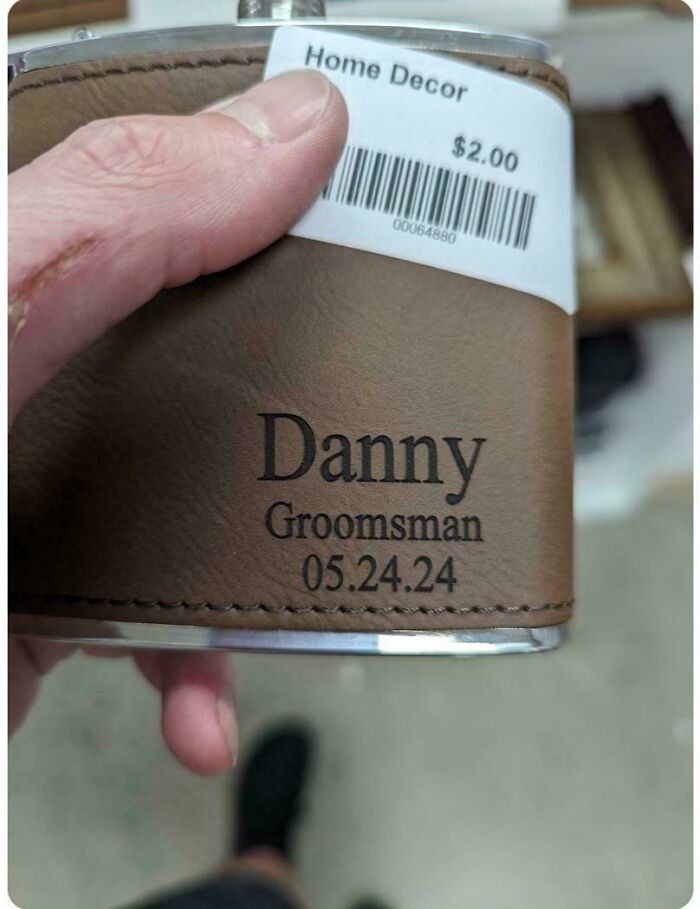 Home Decor
$2.00
00064880
Danny
Groomsman
05.24.24